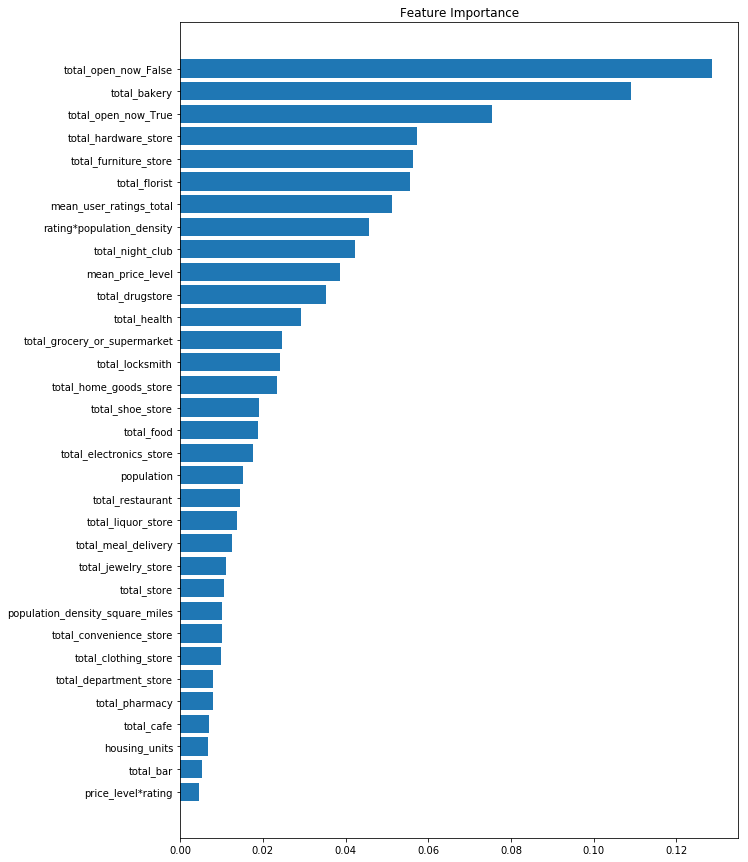 Feature Importance
total_open_now_False
total_bakery
total_open_now_True
total_hardware_store
total_furniture_store
total_florist
mean_user_ratings_total
rating*population_density
total_night_club
mean_price_level
total_drugstore
total_health
total_grocery_or_supermarket
total_locksmith
total_home_goods_store
total_shoe_store
total_food
total_electronics_store
population
total_restaurant
total_liquor_store
total_meal_delivery
total_jewelry_store
total_store
population_density_square_miles
total_convenience_store
total_clothing_store
total_department_store
total_pharmacy
total_cafe
housing_units
total_bar
price_level*rating
0.00 0.02 0.04 0.06 0.08 0.10 0.12